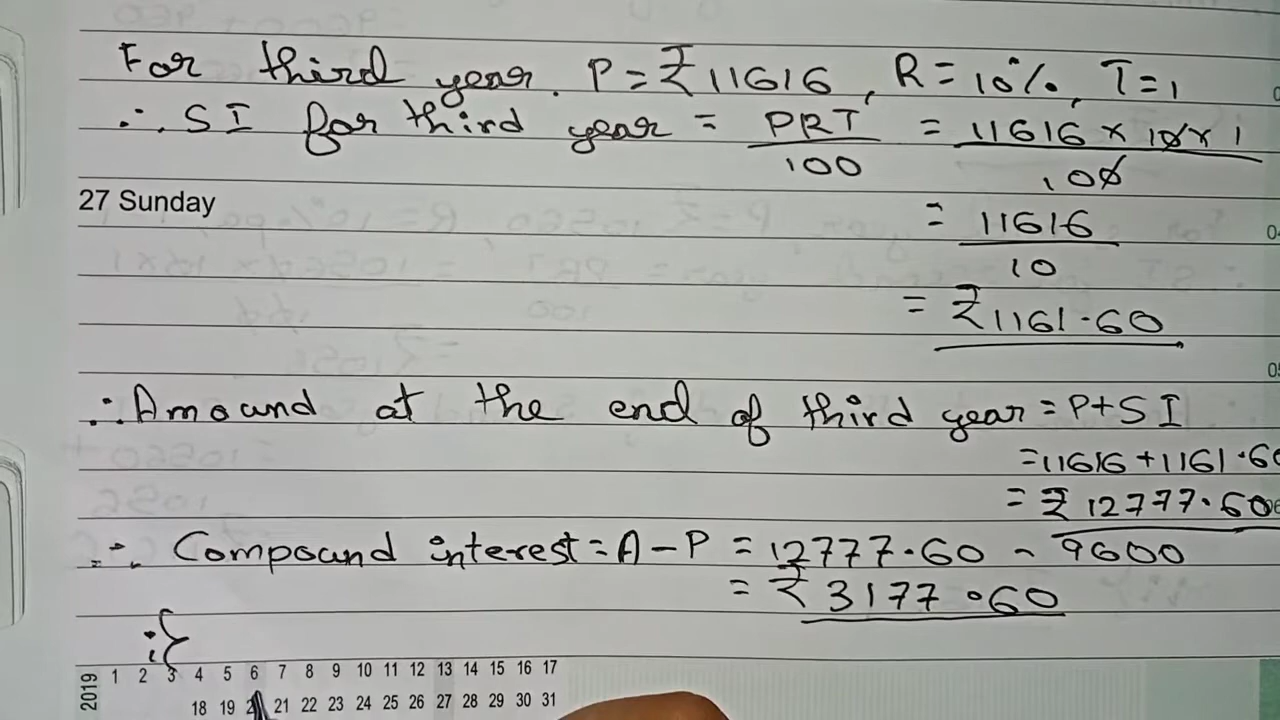 For third year. P = ₹11616, R = 10%, T = 1
∴ SI for third year = PRT/100 = 11616 × 10 × 1/100
27 Sunday
= 11616/10
= ₹1161.60
∴ Amound at the end of third year = P + SI
= 11616 + 1161.60
= ₹12777.60
∴ Compound interest = A - P = 12777.60 - 9600
= ₹3177.60
i}
2019 1 2 3 4 5 6 7 8 9 10 11 12 13 14 15 16 17
18 19 21 22 23 24 25 26 27 28 29 30 31